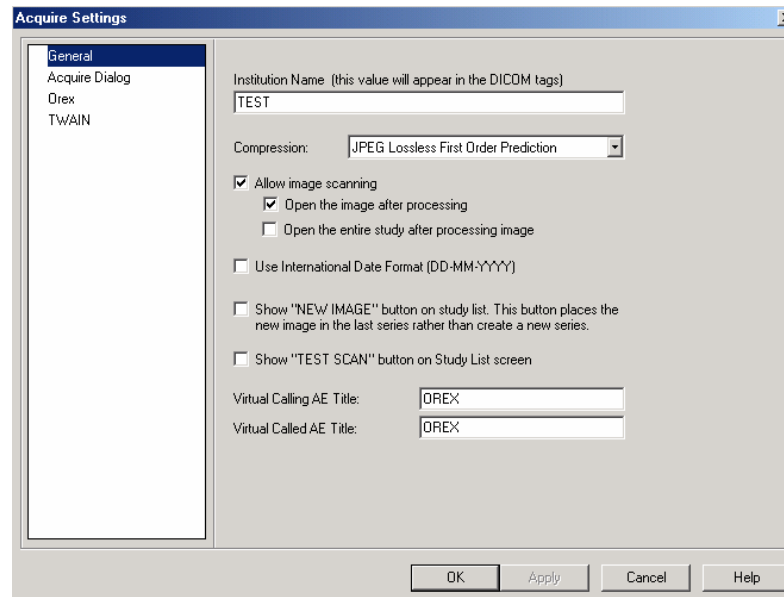 Acquire Settings
General
Acquire Dialog
Orex
TWAIN
Institution Name (this value will appear in the DICOM tags)
TEST
Compression: JPEG Lossless First Order Prediction
Allow image scanning
Open the image after processing
Open the entire study after processing image
Use International Date Format (DD-MM-YYYY)
Show "NEW IMAGE" button on study list. This button places the
new image in the last series rather than create a new series.
Show "TEST SCAN" button on Study List screen
Virtual Calling AE Title: OREX
Virtual Called AE Title: OREX
OK Apply Cancel Help